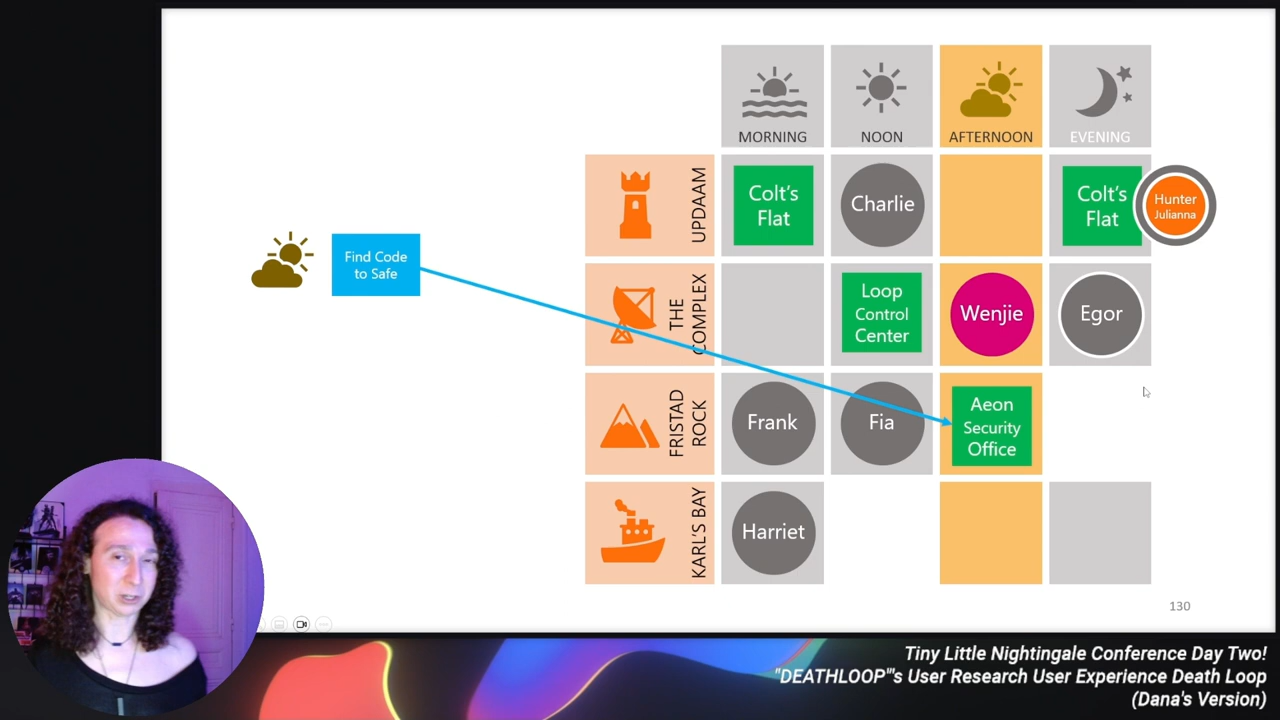 MORNING
NOON
AFTERNOON
EVENING
UPDAAM
Colt's
Flat
Charlie
Colt's
Flat
Hunter
Julianna
Find Code
to Safe
THE
COMPLEX
Loop
Control
Center
Wenjie
Egor
FRISTAD
ROCK
Frank
Fia
Aeon
Security
Office
KARL'S BAY
Harriet
130
Tiny Little Nightingale Conference Day Two!
"DEATHLOOP"'s User Research User Experience Death Loop
(Dana's Version)